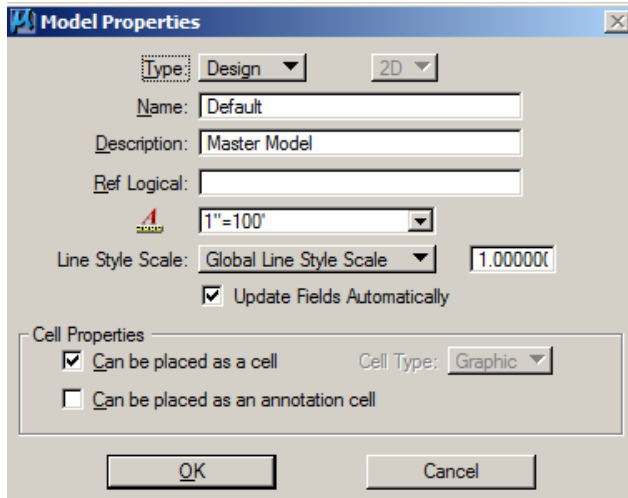 Model Properties
Type: Design 2D
Name: Default
Description: Master Model
Ref Logical:
A 1"=100'
Line Style Scale: Global Line Style Scale 1.000000
Update Fields Automatically
Cell Properties
Can be placed as a cell Cell Type: Graphic
Can be placed as an annotation cell
OK Cancel